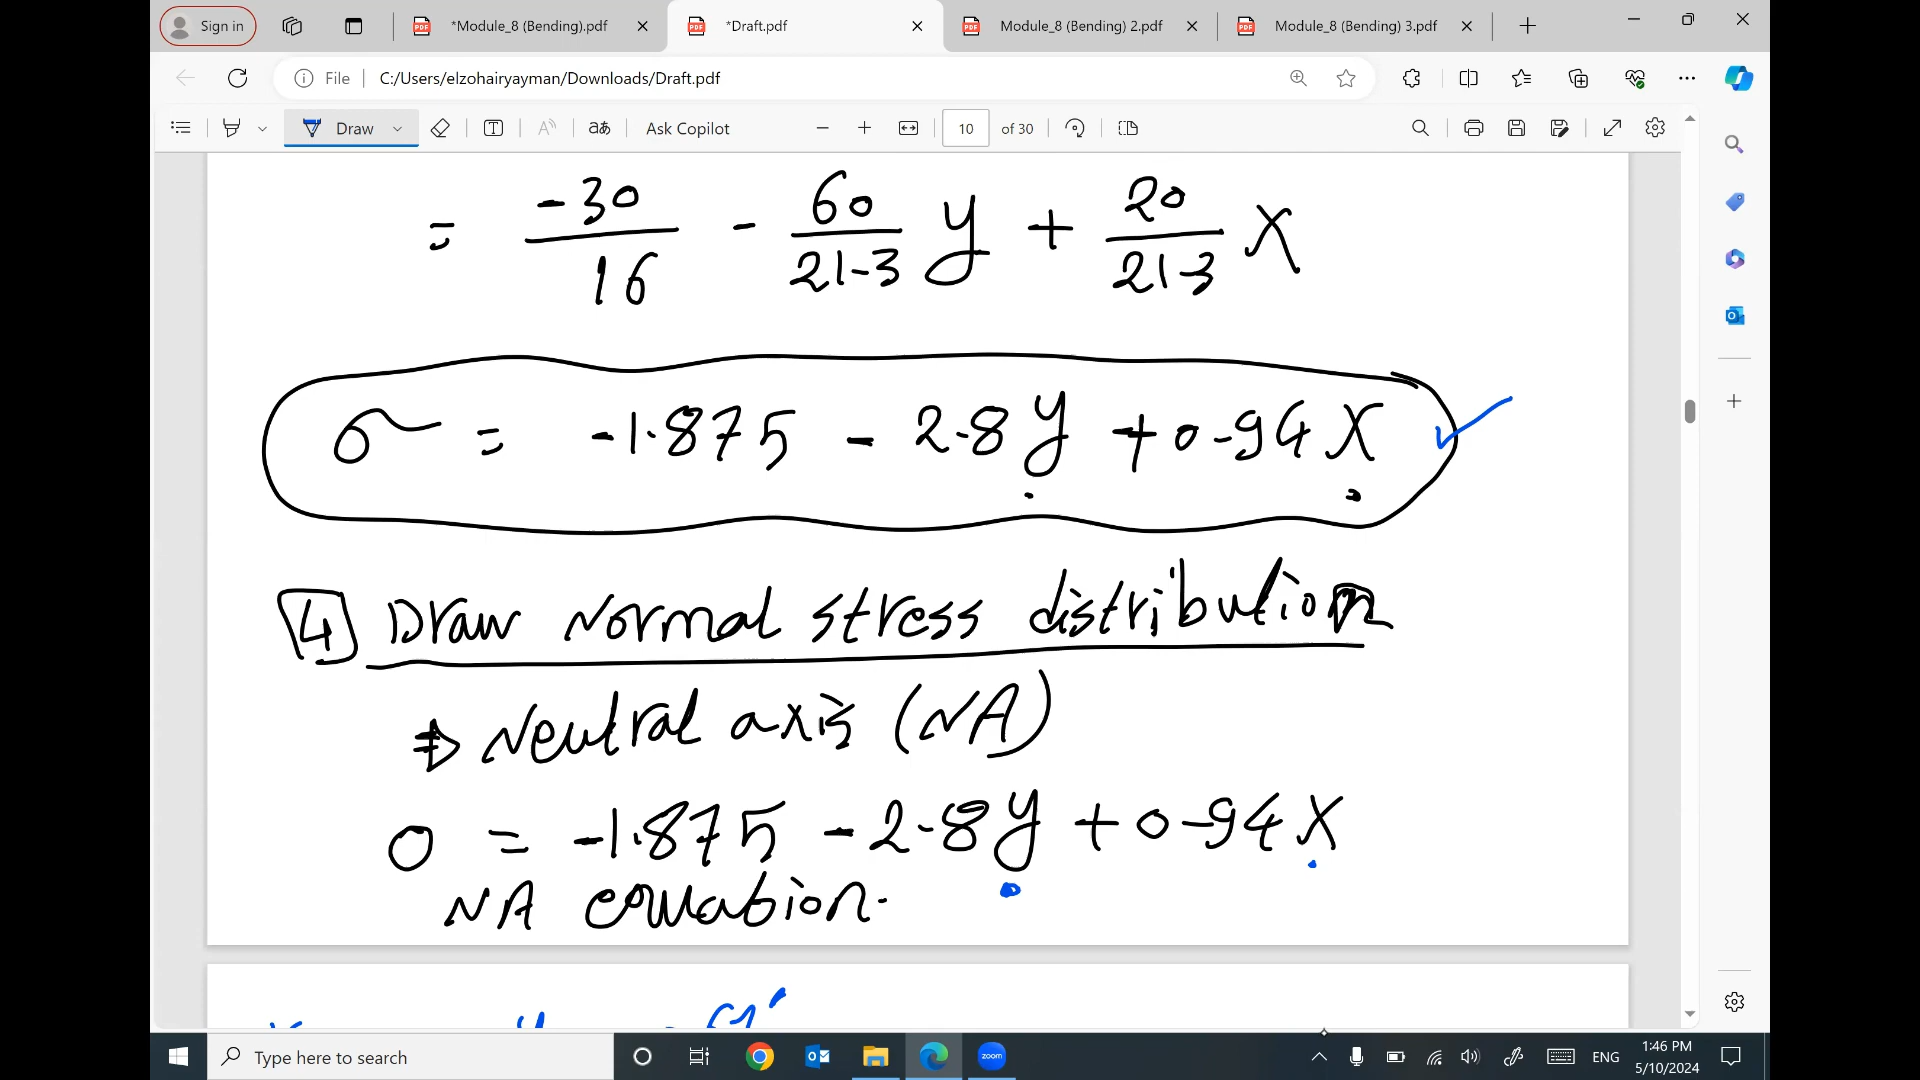 Sign in
*Module_8 (Bending).pdf
*Draft.pdf
Module_8 (Bending) 2.pdf
Module_8 (Bending) 3.pdf
File
C:/Users/elzohairyayman/Downloads/Draft.pdf
Draw
Ask Copilot
10 of 30
= -30/16 - 60/21.3 y + 20/21.3 X
σ = -1.875 - 2.8 y + 0.94 X
4 Draw Normal stress distribution
⇒ Neutral axis (NA)
0 = -1.875 - 2.8 y + 0.94 X
NA equation.
Type here to search
zoom
ENG
1:46 PM
5/10/2024